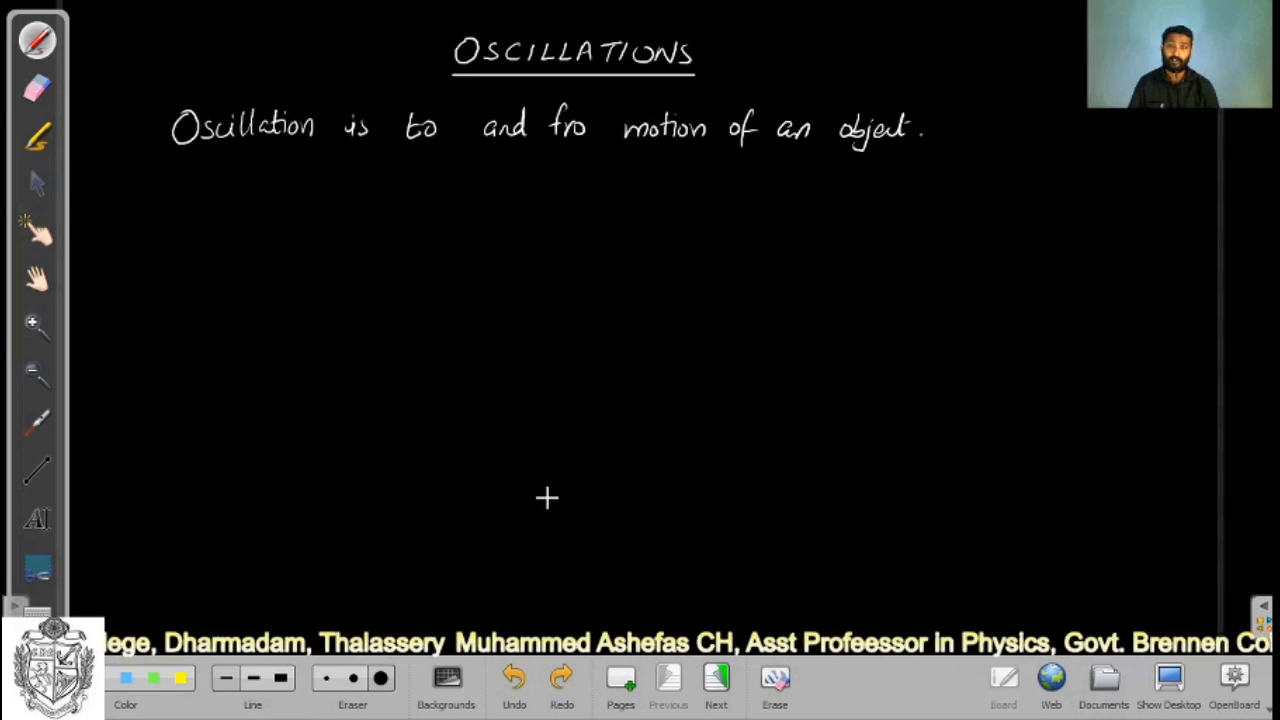 OSCILLATIONS
Oscillation is to and fro motion of an object.
lege, Dharmadam, Thalassery Muhammed Ashefas CH, Asst Profeessor in Physics, Govt. Brennen Co
Color Line Eraser Backgrounds Undo Redo Pages Previous Next Erase Board Web Documents Show Desktop OpenBoard